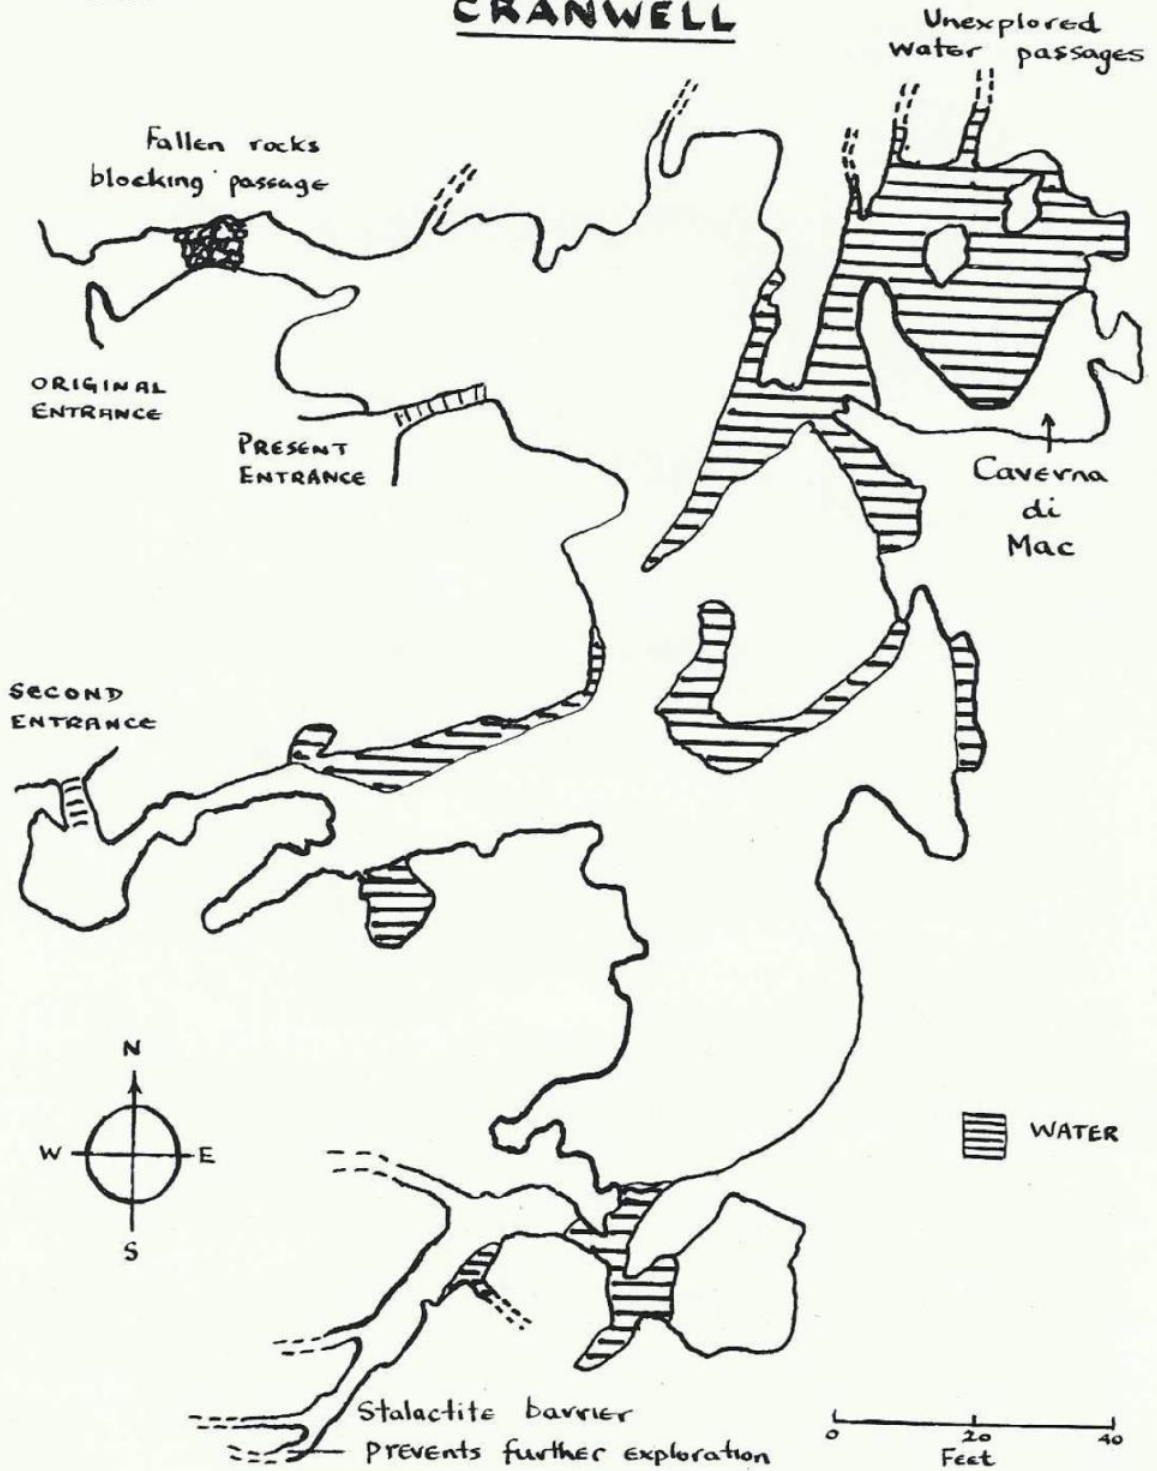 CRANWELL
Unexplored
Water passages
Fallen rocks
blocking passage
ORIGINAL
ENTRANCE
PRESENT
ENTRANCE
Caverna
di
Mac
SECOND
ENTRANCE
N
W E
S
WATER
Stalactite barrier
prevents further exploration
0 20 40
Feet